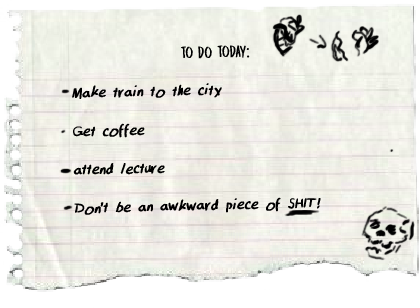 TO DO TODAY:
- Make train to the city
- Get coffee
- attend lecture
- Don't be an awkward piece of SHIT!